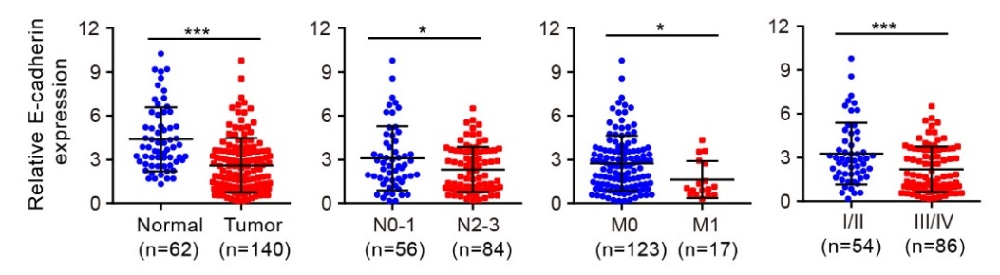 Relative E-cadherin
expression
12
9
6
3
0
***
Normal Tumor
(n=62) (n=140)
12
9
6
3
0
*
N0-1 N2-3
(n=56) (n=84)
12
9
6
3
0
*
M0 M1
(n=123) (n=17)
12
9
6
3
0
***
I/II III/IV
(n=54) (n=86)